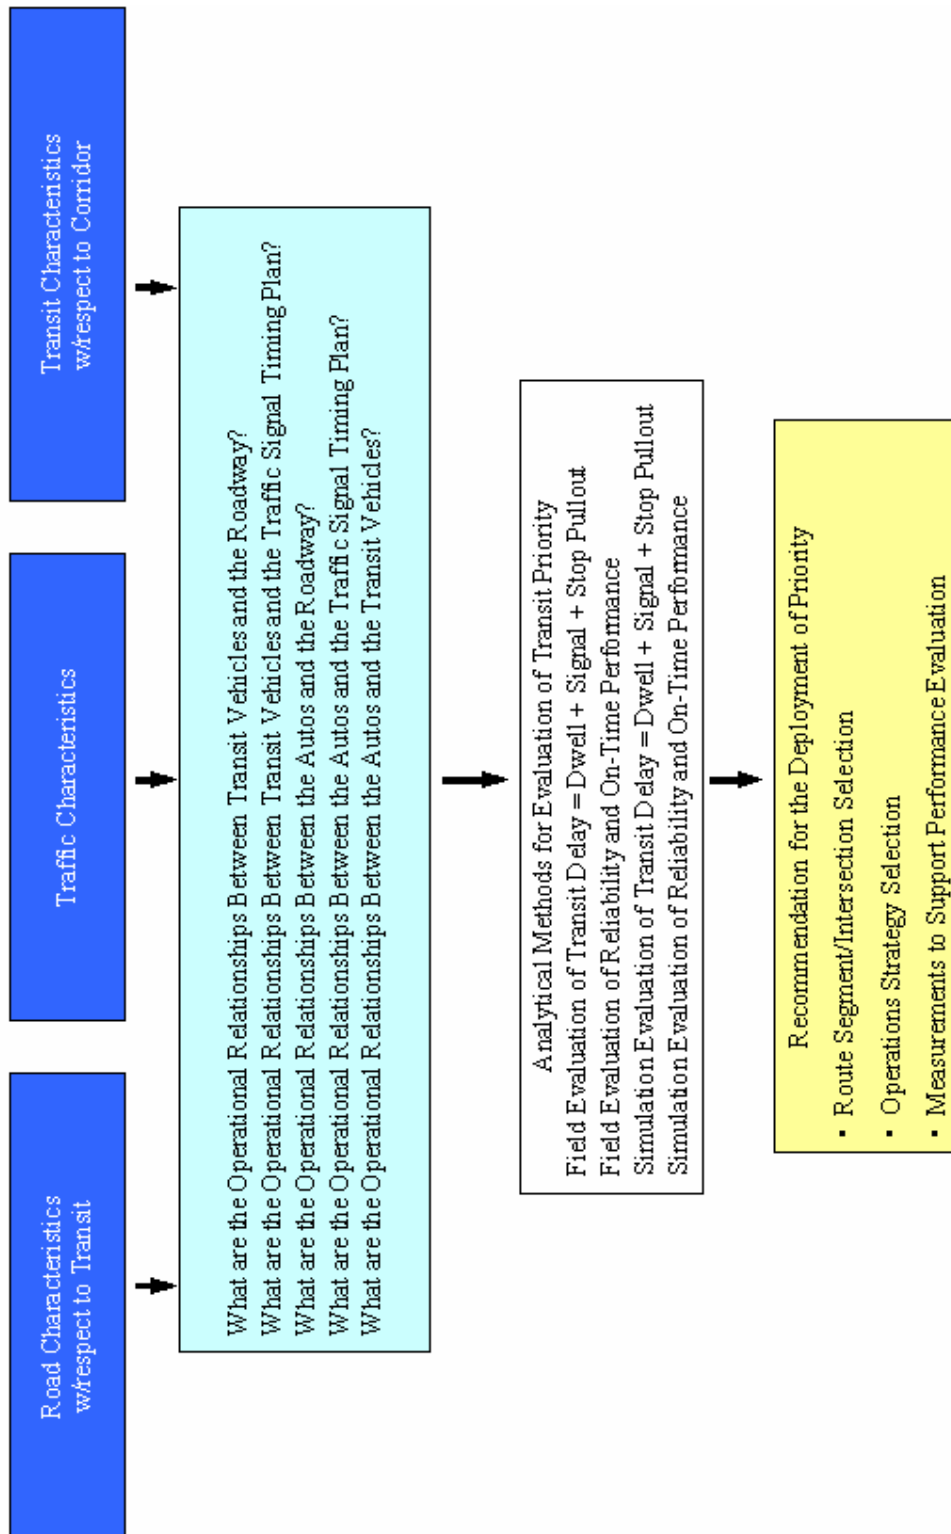 Road Characteristics
w/respect to Transit
Traffic Characteristics
Transit Characteristics
w/respect to Corridor
What are the Operational Relationships Between Transit Vehicles and the Roadway?
What are the Operational Relationships Between Transit Vehicles and the Traffic Signal Timing Plan?
What are the Operational Relationships Between the Autos and the Roadway?
What are the Operational Relationships Between the Autos and the Traffic Signal Timing Plan?
What are the Operational Relationships Between the Autos and the Transit Vehicles?
Analytical Methods for Evaluation of Transit Priority
Field Evaluation of Transit Delay = Dwell + Signal + Stop Pullout
Field Evaluation of Reliability and On-Time Performance
Simulation Evaluation of Transit Delay = Dwell + Signal + Stop Pullout
Simulation Evaluation of Reliability and On-Time Performance
Recommendation for the Deployment of Priority
▪ Route Segment/Intersection Selection
▪ Operations Strategy Selection
▪ Measurements to Support Performance Evaluation